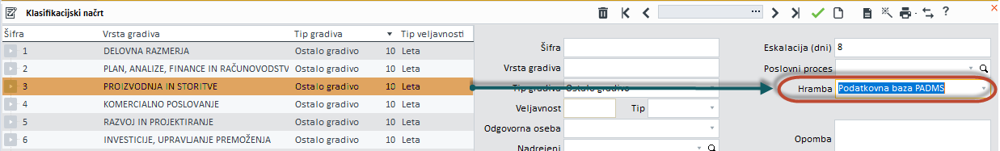 Klasifikacijski načrt
Šifra Vrsta gradiva Tip gradiva Tip veljavnosti
1 DELOVNA RAZMERJA Ostalo gradivo 10 Leta
2 PLAN, ANALIZE, FINANCE IN RAČUNOVODSTV Ostalo gradivo 10 Leta
3 PROIZVODNJA IN STORITVE Ostalo gradivo 10 Leta
4 KOMERCIALNO POSLOVANJE Ostalo gradivo 10 Leta
5 RAZVOJ IN PROJEKTIRANJE Ostalo gradivo 10 Leta
6 INVESTICIJE, UPRAVLJANJE PREMOŽENJA Ostalo gradivo 10 Leta
Šifra
Vrsta gradiva
Tip gradiva Ostalo gradivo
Veljavnost Tip
Odgovorna oseba
Nadrejeni
Eskalacija (dni) 8
Poslovni proces
Hramba Podatkovna baza PADMS
Opomba